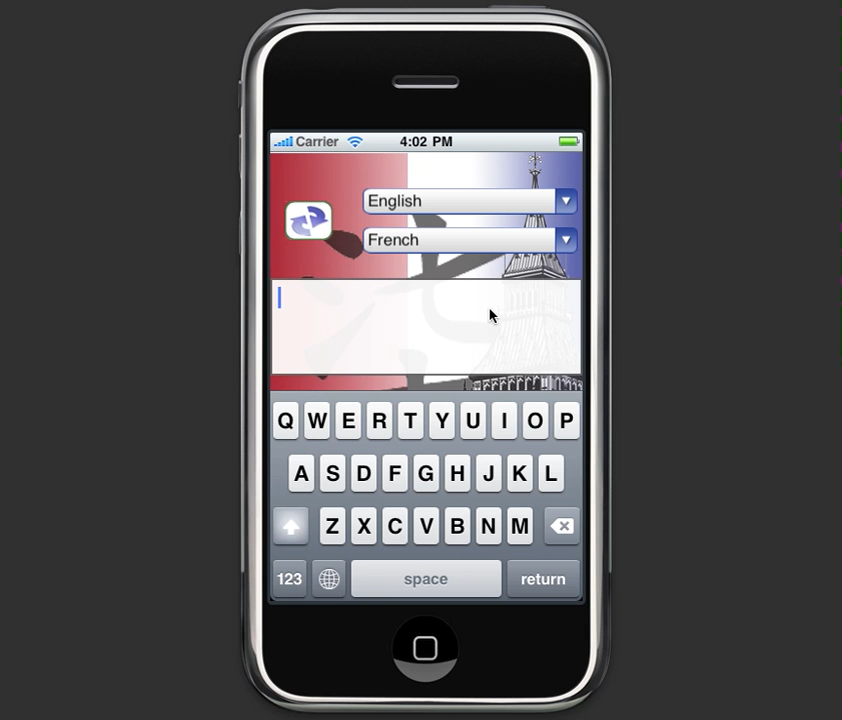 Carrier 4:02 PM
English
French
Q W E R T Y U I O P
A S D F G H J K L
Z X C V B N M
123 space return